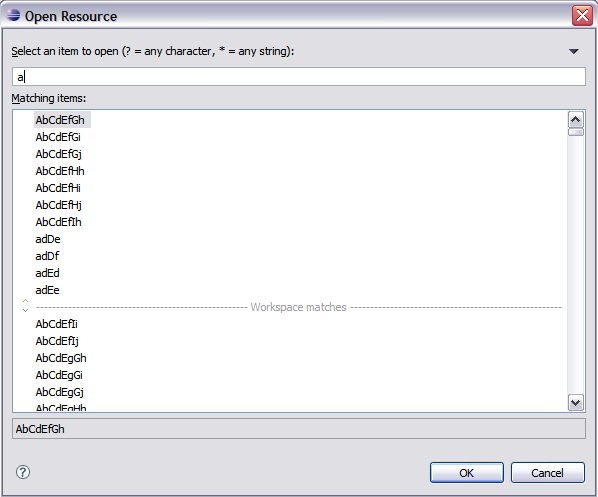 Open Resource
Select an item to open (? = any character, * = any string):
a
Matching items:
AbCdEfGh
AbCdEfGi
AbCdEfGj
AbCdEfHh
AbCdEfHi
AbCdEfHj
AbCdEfIh
adDe
adDf
adEd
adEe
Workspace matches
AbCdEfIi
AbCdEfIj
AbCdEgGh
AbCdEgGi
AbCdEgGj
AbCdEgHh
AbCdEfGh
?
OK Cancel